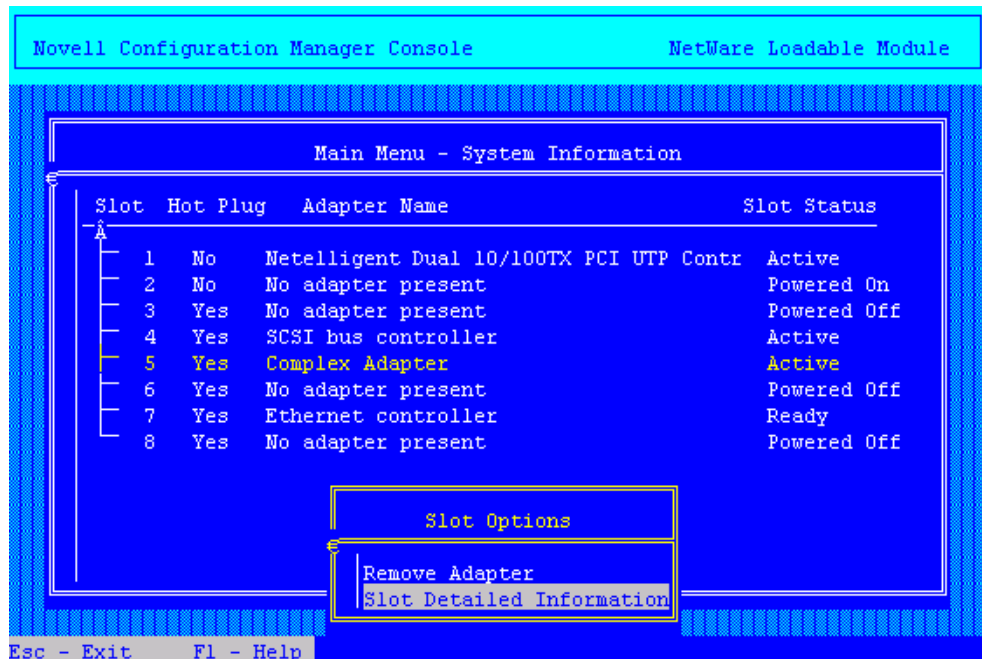 Novell Configuration Manager Console NetWare Loadable Module
Main Menu - System Information
Slot Hot Plug Adapter Name Slot Status
1 No Netelligent Dual 10/100TX PCI UTP Contr Active
2 No No adapter present Powered On
3 Yes No adapter present Powered Off
4 Yes SCSI bus controller Active
5 Yes Complex Adapter Active
6 Yes No adapter present Powered Off
7 Yes Ethernet controller Ready
8 Yes No adapter present Powered Off
Slot Options
Remove Adapter
Slot Detailed Information
Esc - Exit F1 - Help